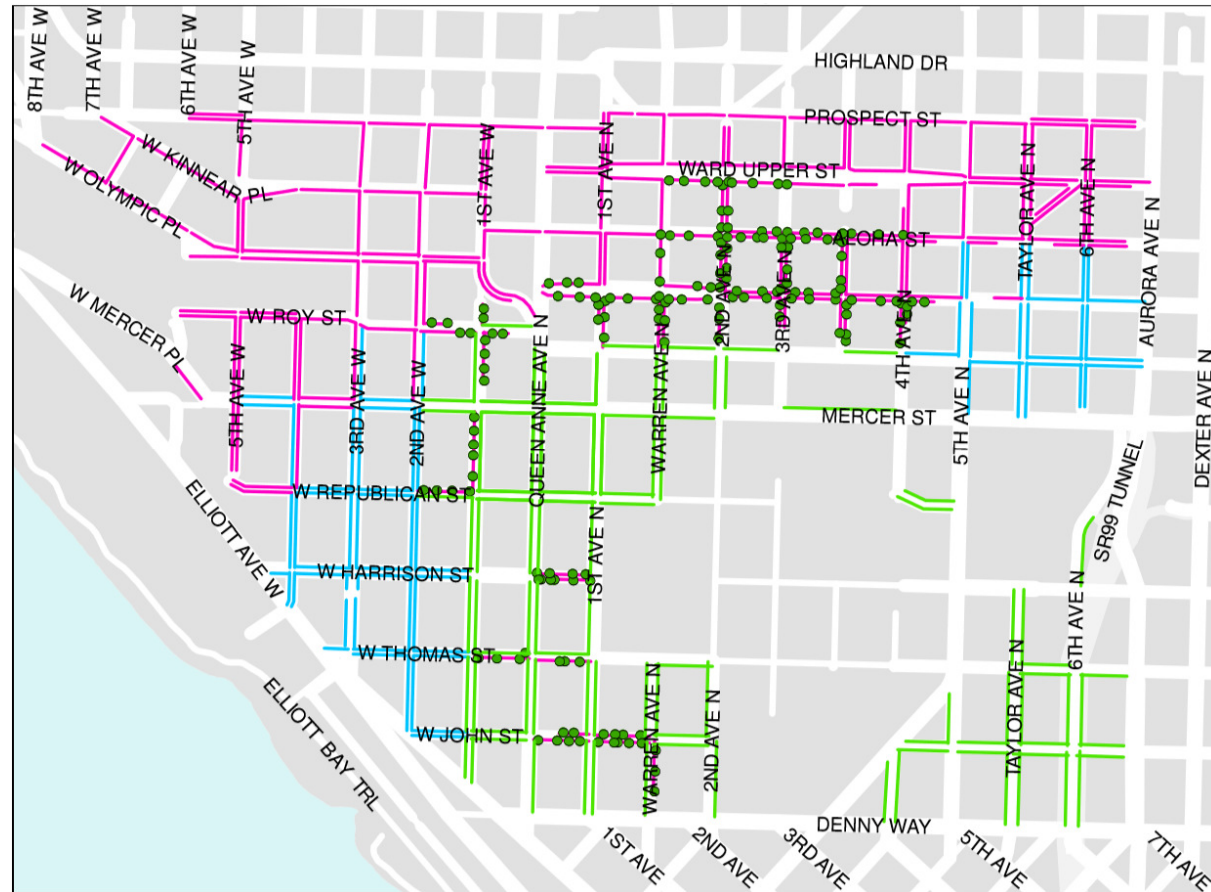 8TH AVE W
7TH AVE W
6TH AVE W
5TH AVE W
HIGHLAND DR
PROSPECT ST
W KINNEAR PL
W OLYMPIC PL
1ST AVE W
1ST AVE N
WARD UPPER ST
TAYLOR AVE N
6TH AVE N
ALOHA ST
AURORA AVE N
W MERCER PL
W ROY ST
5TH AVE W
3RD AVE W
2ND AVE W
QUEEN ANNE AVE N
WARREN AVE N
2ND AVE N
3RD AVE N
4TH AVE N
5TH AVE N
MERCER ST
DEXTER AVE N
SR99 TUNNEL
W REPUBLICAN ST
ELLIOTT AVE W
W HARRISON ST
1ST AVE N
6TH AVE N
W THOMAS ST
ELLIOTT BAY TRL
W JOHN ST
WARREN AVE N
2ND AVE N
TAYLOR AVE N
DENNY WAY
1ST AVE
2ND AVE
3RD AVE
5TH AVE
7TH AVE